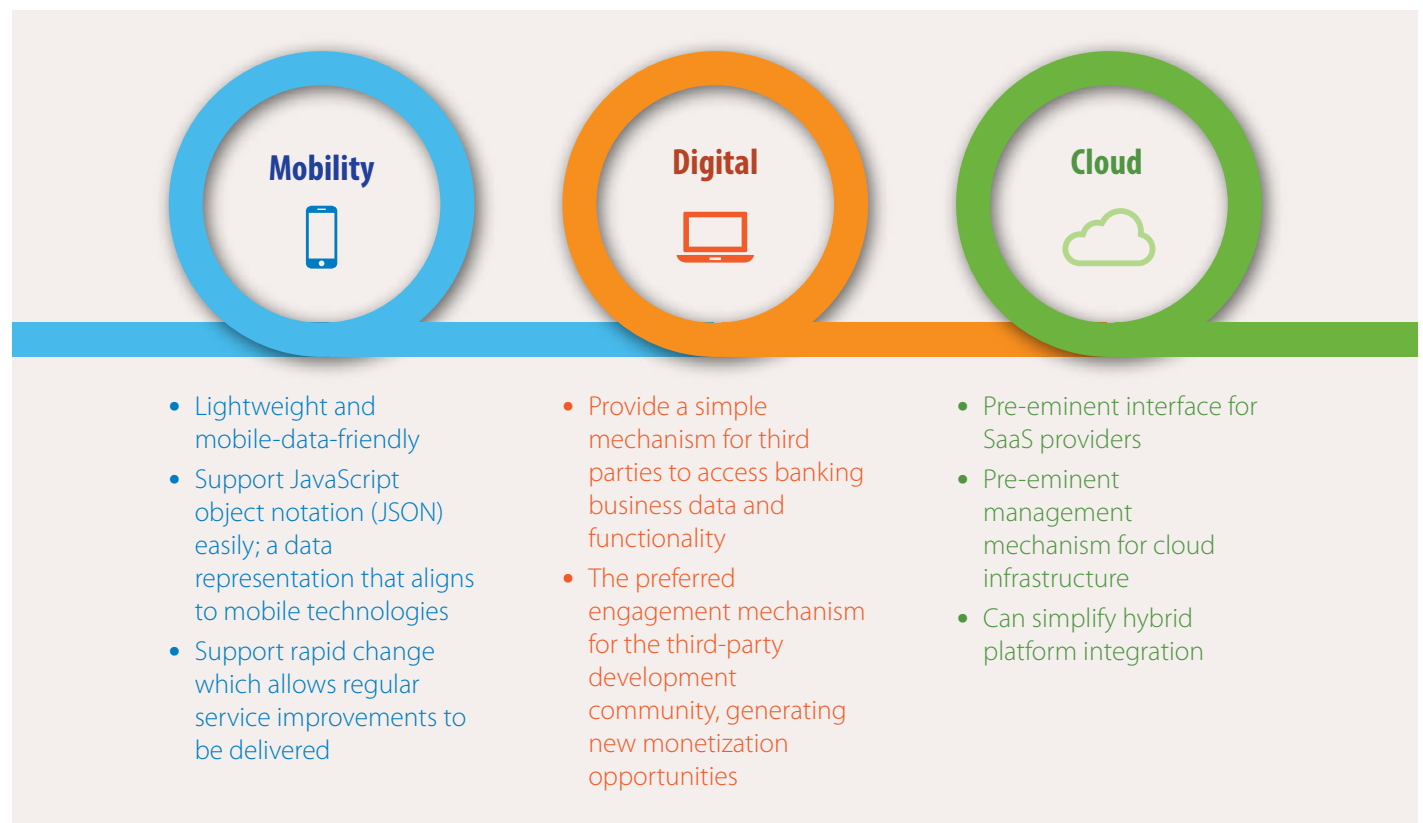 Mobility
• Lightweight and
mobile-data-friendly
• Support JavaScript
object notation (JSON)
easily; a data
representation that aligns
to mobile technologies
• Support rapid change
which allows regular
service improvements to
be delivered
Digital
• Provide a simple
mechanism for third
parties to access banking
business data and
functionality
• The preferred
engagement mechanism
for the third-party
development
community, generating
new monetization
opportunities
Cloud
• Pre-eminent interface for
SaaS providers
• Pre-eminent
management
mechanism for cloud
infrastructure
• Can simplify hybrid
platform integration